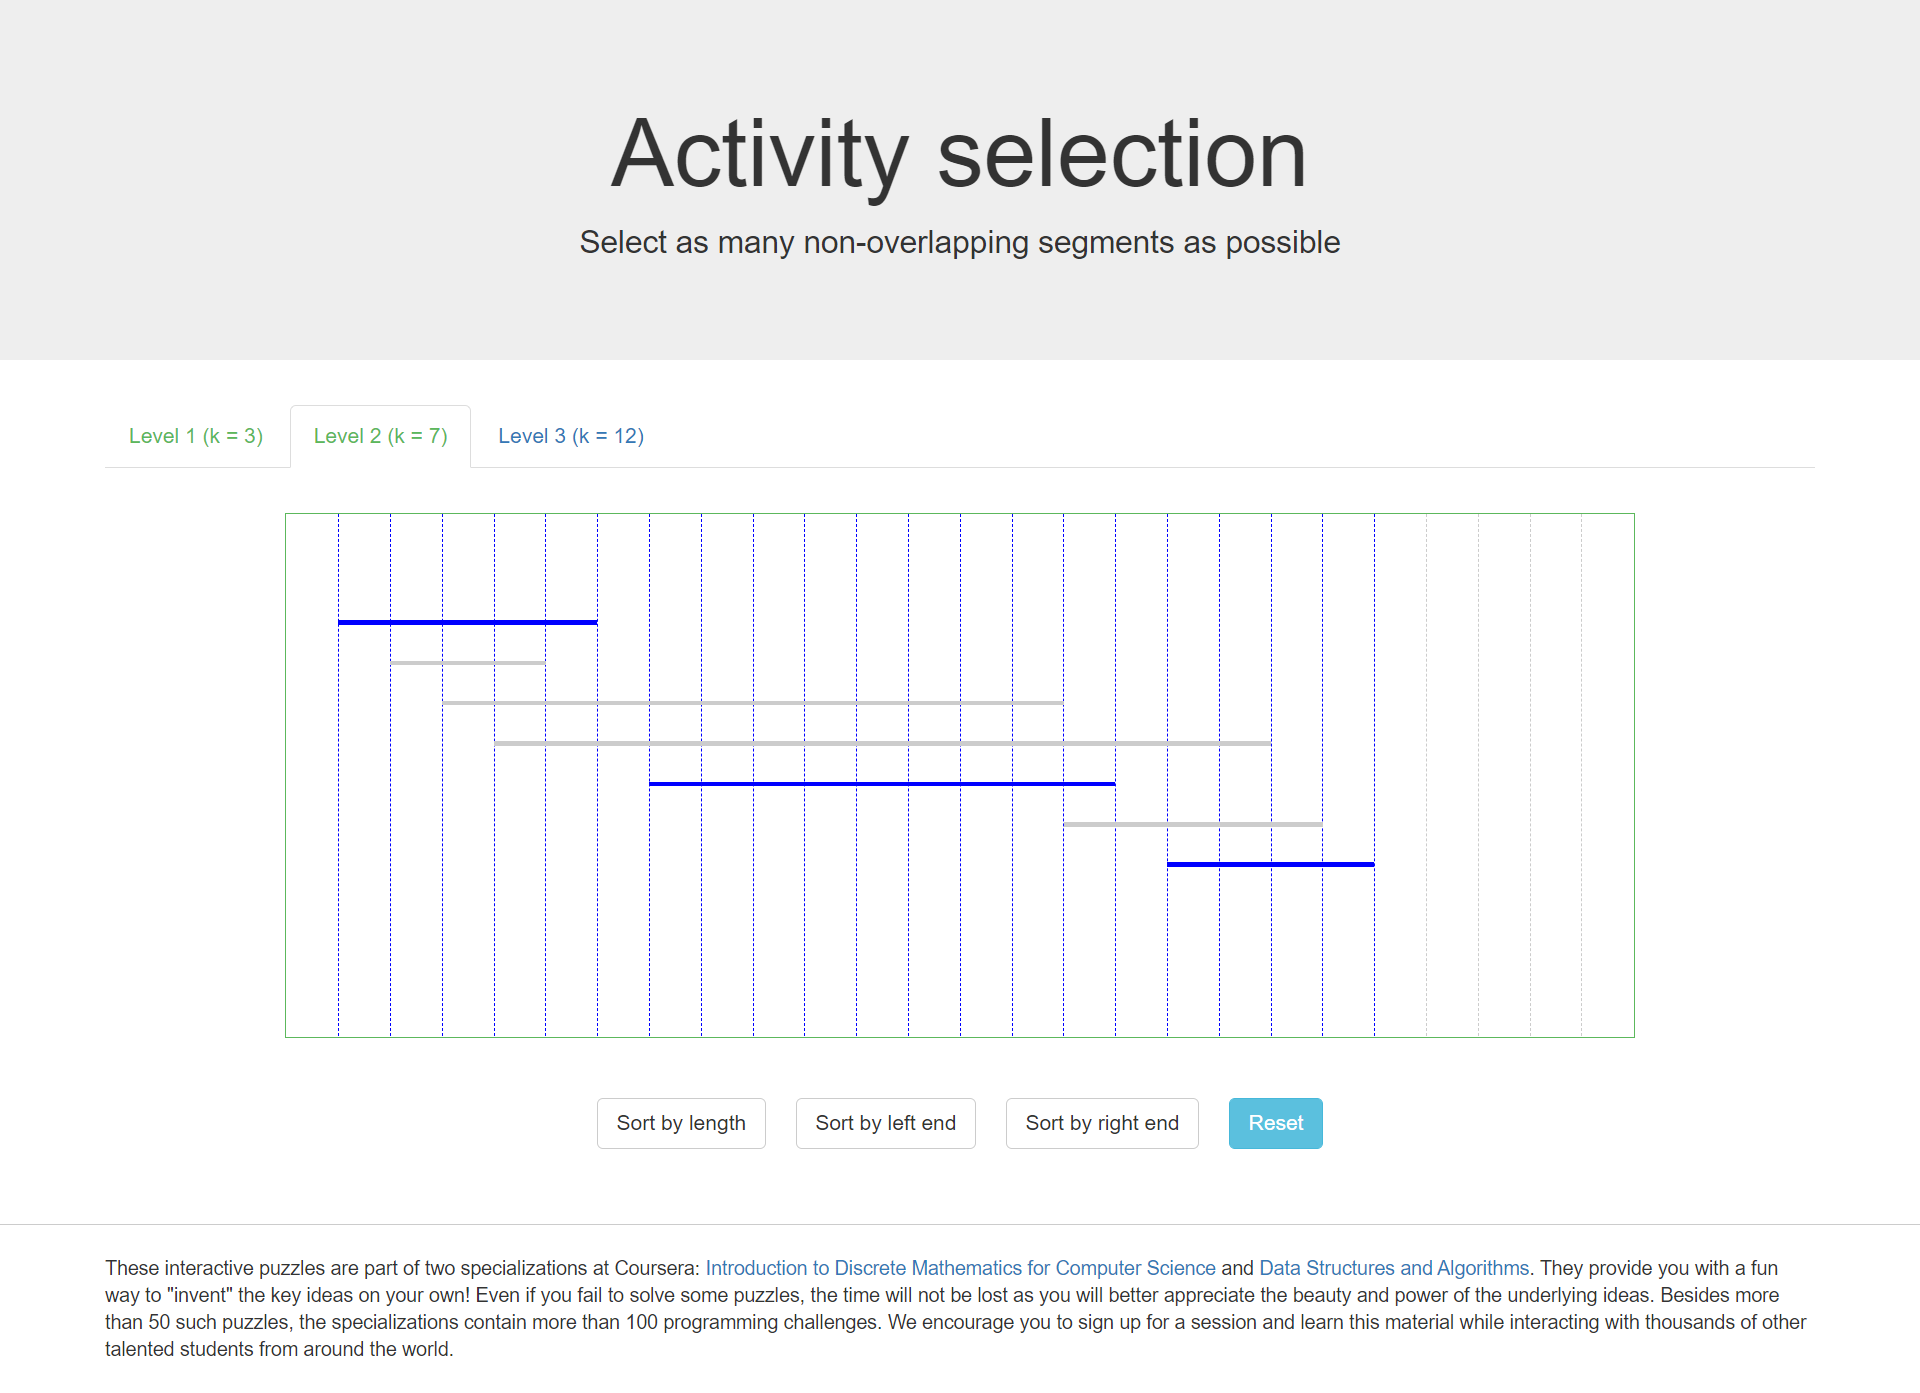 Activity selection
Select as many non-overlapping segments as possible
Level 1 (k = 3) Level 2 (k = 7) Level 3 (k = 12)
Sort by length Sort by left end Sort by right end Reset
These interactive puzzles are part of two specializations at Coursera: Introduction to Discrete Mathematics for Computer Science and Data Structures and Algorithms. They provide you with a fun
way to "invent" the key ideas on your own! Even if you fail to solve some puzzles, the time will not be lost as you will better appreciate the beauty and power of the underlying ideas. Besides more
than 50 such puzzles, the specializations contain more than 100 programming challenges. We encourage you to sign up for a session and learn this material while interacting with thousands of other
talented students from around the world.